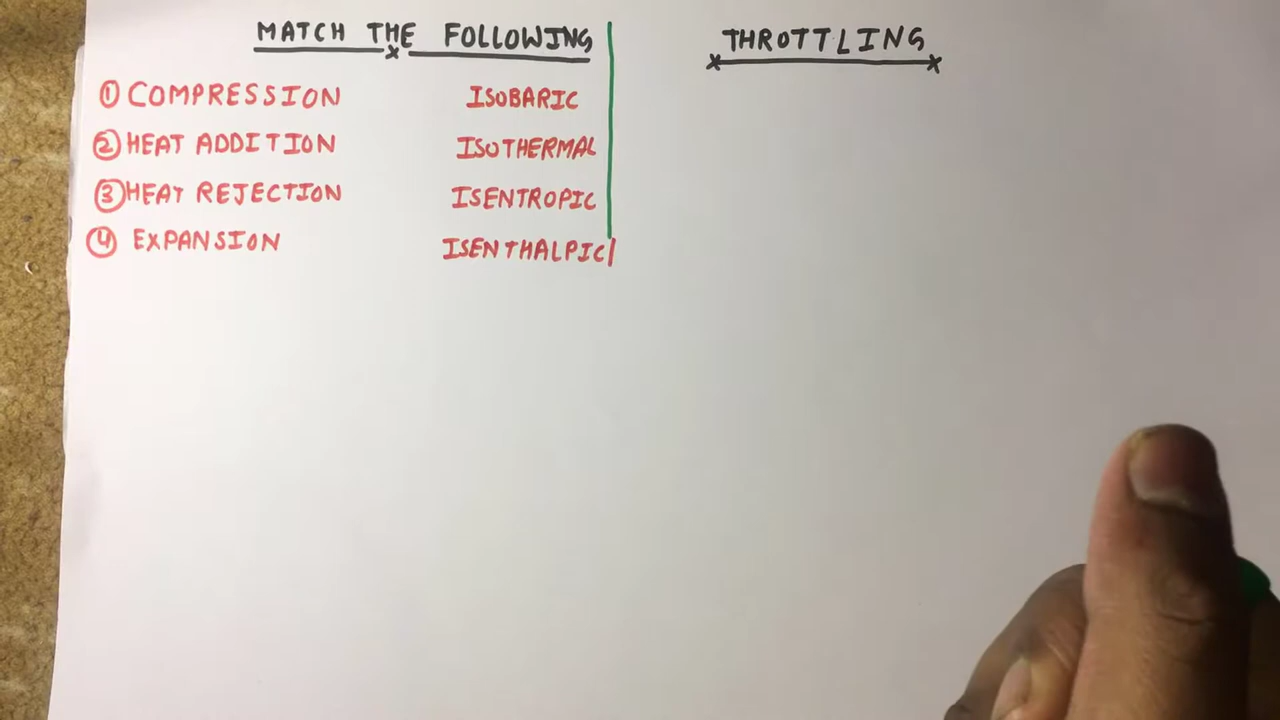 MATCH THE FOLLOWING
① COMPRESSION ISOBARIC
② HEAT ADDITION ISOTHERMAL
③ HEAT REJECTION ISENTROPIC
④ EXPANSION ISENTHALPIC
THROTTLING